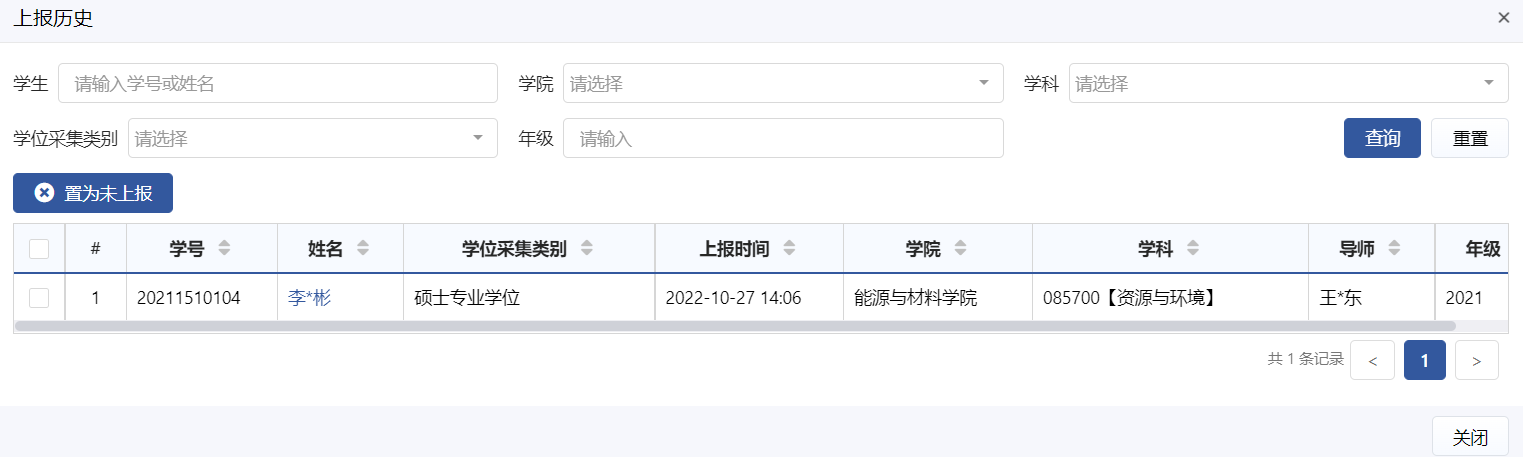 上报历史 ×
学生 请输入学号或姓名 学院 请选择 学科 请选择
学位采集类别 请选择 年级 请输入 查询 重置
置为未上报
# 学号 姓名 学位采集类别 上报时间 学院 学科 导师 年级
1 20211510104 李*彬 硕士专业学位 2022-10-27 14:06 能源与材料学院 085700【资源与环境】 王*东 2021
共 1 条记录 < 1 >
关闭